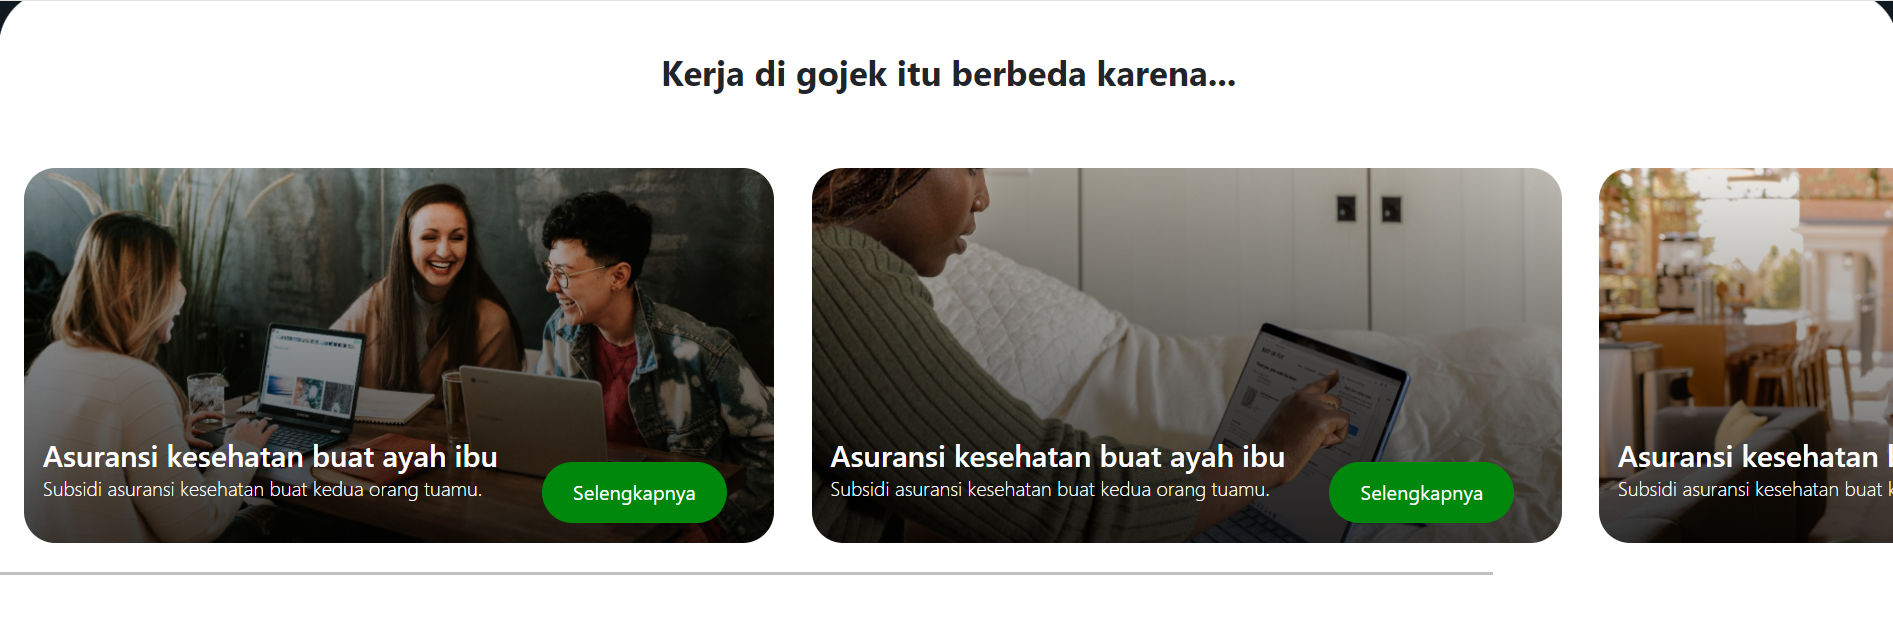 Kerja di gojek itu berbeda karena...
Asuransi kesehatan buat ayah ibu
Subsidi asuransi kesehatan buat kedua orang tuamu.
Selengkapnya
Asuransi kesehatan buat ayah ibu
Subsidi asuransi kesehatan buat kedua orang tuamu.
Selengkapnya
Asuransi kesehatan
Subsidi asuransi kesehatan buat